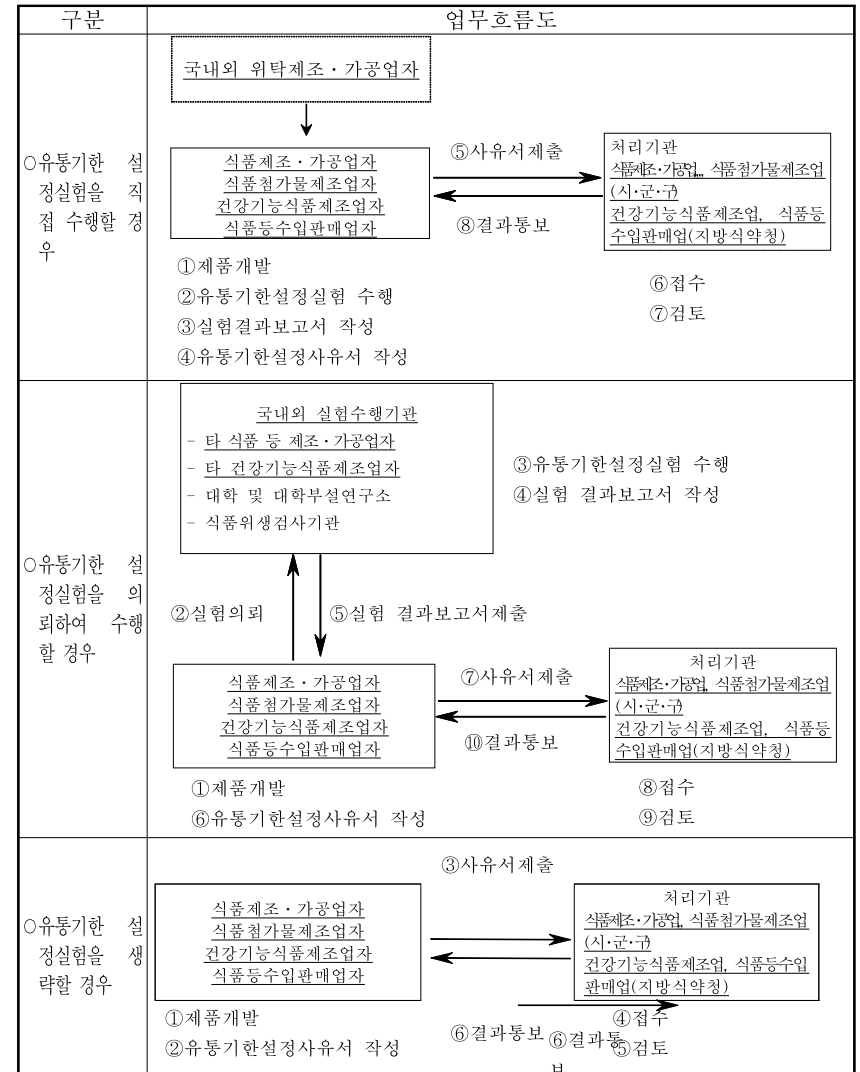 구분
업무흐름도
○유통기한 설
정실험을 직
접 수행할 경
우
국내외 위탁제조・가공업자
식품제조・가공업자
식품첨가물제조업자
건강기능식품제조업자
식품등수입판매업자
⑤사유서제출
⑧결과통보
처리기관
식품제조・가공업, 식품첨가물제조업
(시・군・구)
건강기능식품제조업, 식품등
수입판매업(지방식약청)
①제품개발
②유통기한설정실험 수행
③실험결과보고서 작성
④유통기한설정사유서 작성
⑥접수
⑦검토
○유통기한 설
정실험을 의
뢰하여 수행
할 경우
국내외 실험수행기관
- 타 식품 등 제조・가공업자
- 타 건강기능식품제조업자
- 대학 및 대학부설연구소
- 식품위생검사기관
③유통기한설정실험 수행
④실험 결과보고서 작성
②실험의뢰
⑤실험 결과보고서제출
식품제조・가공업자
식품첨가물제조업자
건강기능식품제조업자
식품등수입판매업자
⑦사유서제출
⑩결과통보
처리기관
식품제조・가공업, 식품첨가물제조업
(시・군・구)
건강기능식품제조업, 식품등
수입판매업(지방식약청)
①제품개발
⑥유통기한설정사유서 작성
⑧접수
⑨검토
○유통기한 설
정실험을 생
략할 경우
③사유서제출
식품제조・가공업자
식품첨가물제조업자
건강기능식품제조업자
식품등수입판매업자
처리기관
식품제조・가공업, 식품첨가물제조업
(시・군・구)
건강기능식품제조업, 식품등수입
판매업(지방식약청)
①제품개발
②유통기한설정사유서 작성
⑥결과통보
⑥결과통
보
④접수
⑤검토